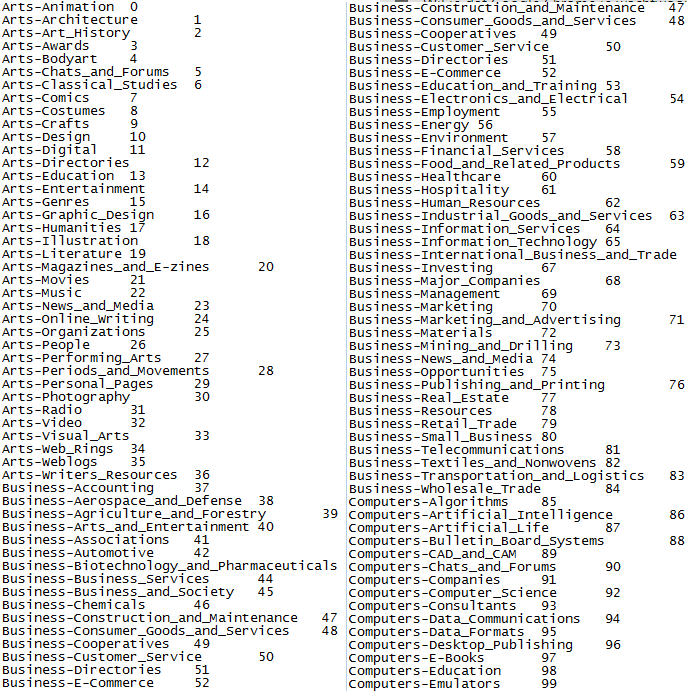 Arts-Animation 0
Arts-Architecture 1
Arts-Art_History 2
Arts-Awards 3
Arts-Bodyart 4
Arts-Chats_and_Forums 5
Arts-Classical_Studies 6
Arts-Comics 7
Arts-Costumes 8
Arts-Crafts 9
Arts-Design 10
Arts-Digital 11
Arts-Directories 12
Arts-Education 13
Arts-Entertainment 14
Arts-Genres 15
Arts-Graphic_Design 16
Arts-Humanities 17
Arts-Illustration 18
Arts-Literature 19
Arts-Magazines_and_E-zines 20
Arts-Movies 21
Arts-Music 22
Arts-News_and_Media 23
Arts-Online_Writing 24
Arts-Organizations 25
Arts-People 26
Arts-Performing_Arts 27
Arts-Periods_and_Movements 28
Arts-Personal_Pages 29
Arts-Photography 30
Arts-Radio 31
Arts-Video 32
Arts-Visual_Arts 33
Arts-Web_Rings 34
Arts-Weblogs 35
Arts-Writers_Resources 36
Business-Accounting 37
Business-Aerospace_and_Defense 38
Business-Agriculture_and_Forestry 39
Business-Arts_and_Entertainment 40
Business-Associations 41
Business-Automotive 42
Business-Biotechnology_and_Pharmaceuticals
Business-Business_Services 44
Business-Business_and_Society 45
Business-Chemicals 46
Business-Construction_and_Maintenance 47
Business-Consumer_Goods_and_Services 48
Business-Cooperatives 49
Business-Customer_Service 50
Business-Directories 51
Business-E-Commerce 52
Business-Construction_and_Maintenance 47
Business-Consumer_Goods_and_Services 48
Business-Cooperatives 49
Business-Customer_Service 50
Business-Directories 51
Business-E-Commerce 52
Business-Education_and_Training 53
Business-Electronics_and_Electrical 54
Business-Employment 55
Business-Energy 56
Business-Environment 57
Business-Financial_Services 58
Business-Food_and_Related_Products 59
Business-Healthcare 60
Business-Hospitality 61
Business-Human_Resources 62
Business-Industrial_Goods_and_Services 63
Business-Information_Services 64
Business-Information_Technology 65
Business-International_Business_and_Trade
Business-Investing 67
Business-Major_Companies 68
Business-Management 69
Business-Marketing 70
Business-Marketing_and_Advertising 71
Business-Materials 72
Business-Mining_and_Drilling 73
Business-News_and_Media 74
Business-Opportunities 75
Business-Publishing_and_Printing 76
Business-Real_Estate 77
Business-Resources 78
Business-Retail_Trade 79
Business-Small_Business 80
Business-Telecommunications 81
Business-Textiles_and_Nonwovens 82
Business-Transportation_and_Logistics 83
Business-Wholesale_Trade 84
Computers-Algorithms 85
Computers-Artificial_Intelligence 86
Computers-Artificial_Life 87
Computers-Bulletin_Board_Systems 88
Computers-CAD_and_CAM 89
Computers-Chats_and_Forums 90
Computers-Companies 91
Computers-Computer_Science 92
Computers-Consultants 93
Computers-Data_Communications 94
Computers-Data_Formats 95
Computers-Desktop_Publishing 96
Computers-E-Books 97
Computers-Education 98
Computers-Emulators 99